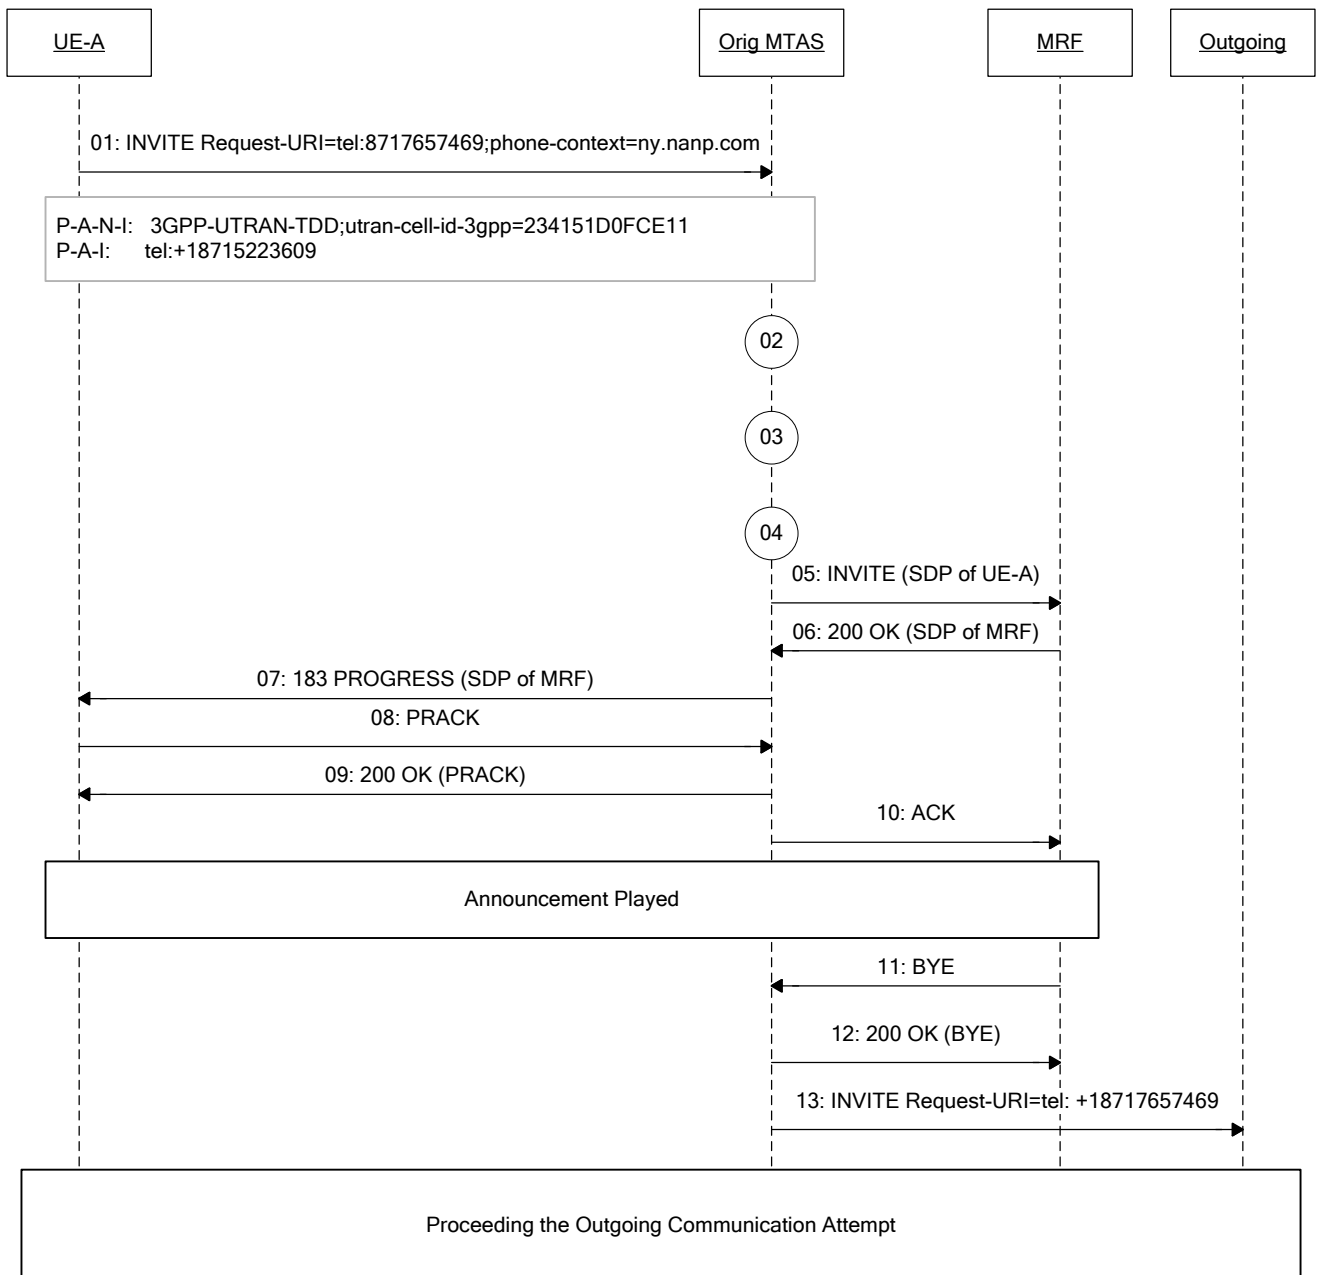 UE-A
Orig MTAS
MRF
Outgoing
01: INVITE Request-URI=tel:8717657469;phone-context=ny.nanp.com
P-A-N-I: 3GPP-UTRAN-TDD;utran-cell-id-3gpp=234151D0FCE11
P-A-I: tel:+18715223609
02
03
04
05: INVITE (SDP of UE-A)
06: 200 OK (SDP of MRF)
07: 183 PROGRESS (SDP of MRF)
08: PRACK
09: 200 OK (PRACK)
10: ACK
Announcement Played
11: BYE
12: 200 OK (BYE)
13: INVITE Request-URI=tel: +18717657469
Proceeding the Outgoing Communication Attempt